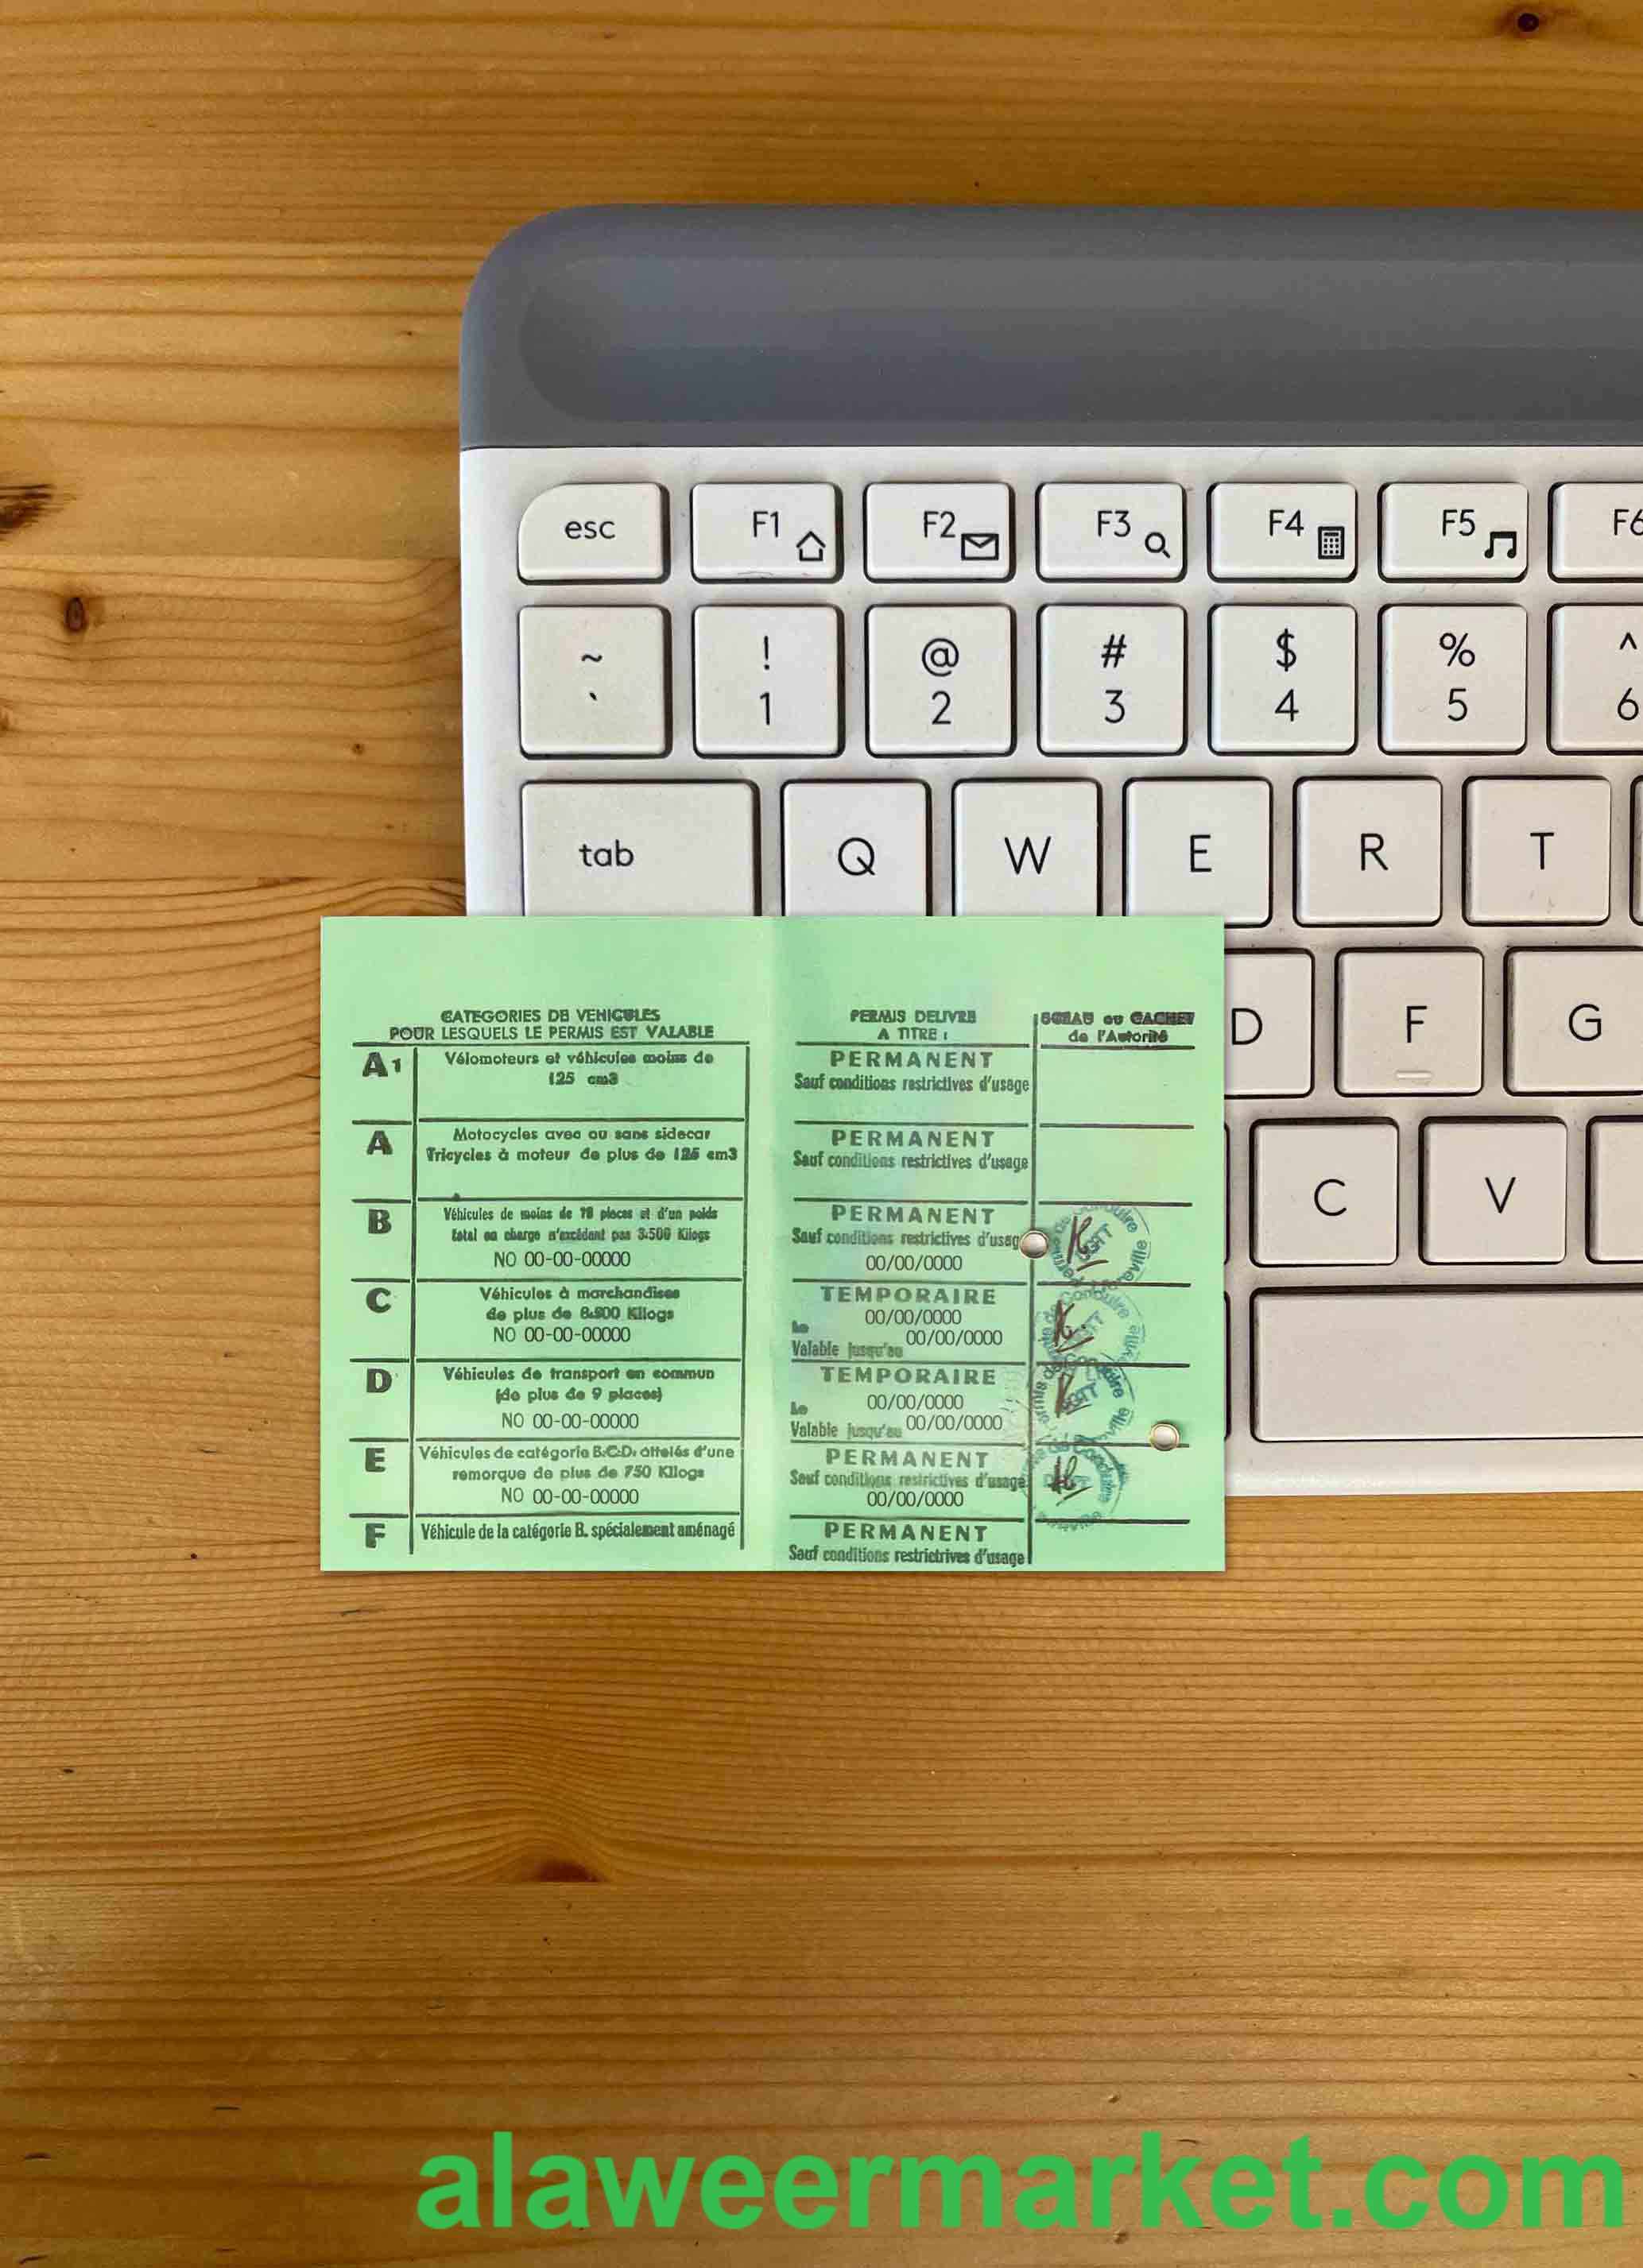 esc
F1
F2
F3
F4
F5
F6
~
`
!
1
@
2
#
3
$
4
%
5
^
6
tab
Q
W
E
R
T
D
F
G
C
V
CATEGORIES DE VEHICULES
POUR LESQUELS LE PERMIS EST VALABLE
A1
Vélomoteurs et véhicules moins de
125 cm3
A
Motocycles avec ou sans sidecar
Tricycles à moteur de plus de 125 cm3
B
Véhicules de moins de 10 places et d'un poids
total en charge n'excédant pas 3.500 Kilogs
NO 00-00-00000
C
Véhicules à marchandises
de plus de Kilogs
NO 00-00-00000
D
Véhicules de transport en commun
(de plus de 9 places)
NO 00-00-00000
E
Véhicules de catégorie B.C.D. attelés d'une
remorque de plus de 750 Kilogs
NO 00-00-00000
F
Véhicule de la catégorie B. spécialement aménagé
PERMIS DELIVRE
A TITRE :
PERMANENT
Sauf conditions restrictives d'usage
PERMANENT
Sauf conditions restrictives d'usage
PERMANENT
Sauf conditions restrictives d'usag
00/00/0000
TEMPORAIRE
00/00/0000
Le
00/00/0000
Valable jusqu'au
TEMPORAIRE
00/00/0000
Le
00/00/0000
Valable jusqu'au
PERMANENT
Sauf conditions restrictives d'usage
00/00/0000
PERMANENT
Sauf conditions restrictrives d'usage
SCEAU ou CACHET
de l'Autorité
alaweermarket.com